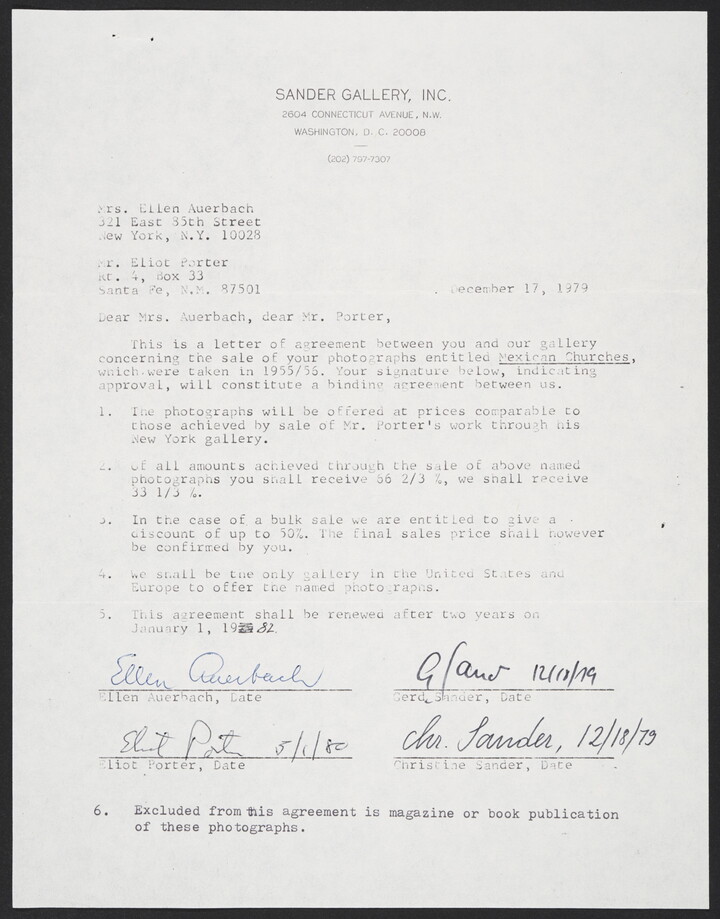 SANDER GALLERY, INC.
2604 CONNECTICUT AVENUE, N.W.
WASHINGTON, D. C. 20008
(202) 797-7307
Mrs. Ellen Auerbach
321 East 85th Street
New York, N.Y. 10028
Mr. Eliot Porter
Rt. 4, Box 33
Santa Fe, N.M. 87501
December 17, 1979
Dear Mrs. Auerbach, dear Mr. Porter,
This is a letter of agreement between you and our gallery
concerning the sale of your photographs entitled Mexican Churches,
which were taken in 1955/56. Your signature below, indicating
approval, will constitute a binding agreement between us.
1. The photographs will be offered at prices comparable to
those achieved by sale of Mr. Porter's work through his
New York gallery.
2. Of all amounts achieved through the sale of above named
photographs you shall receive 66 2/3 %, we shall receive
33 1/3 %.
3. In the case of a bulk sale we are entitled to give a
discount of up to 50%. The final sales price shall however
be confirmed by you.
4. We shall be the only gallery in the United States and
Europe to offer the named photographs.
5. This agreement shall be renewed after two years on
January 1, 19 82.
Ellen Auerbach G Sander 12/18/79
Ellen Auerbach, Date Gerd Sander, Date
Eliot Porter 5/1/80 Chr. Sander, 12/18/79
Eliot Porter, Date Christine Sander, Date
6. Excluded from this agreement is magazine or book publication
of these photographs.